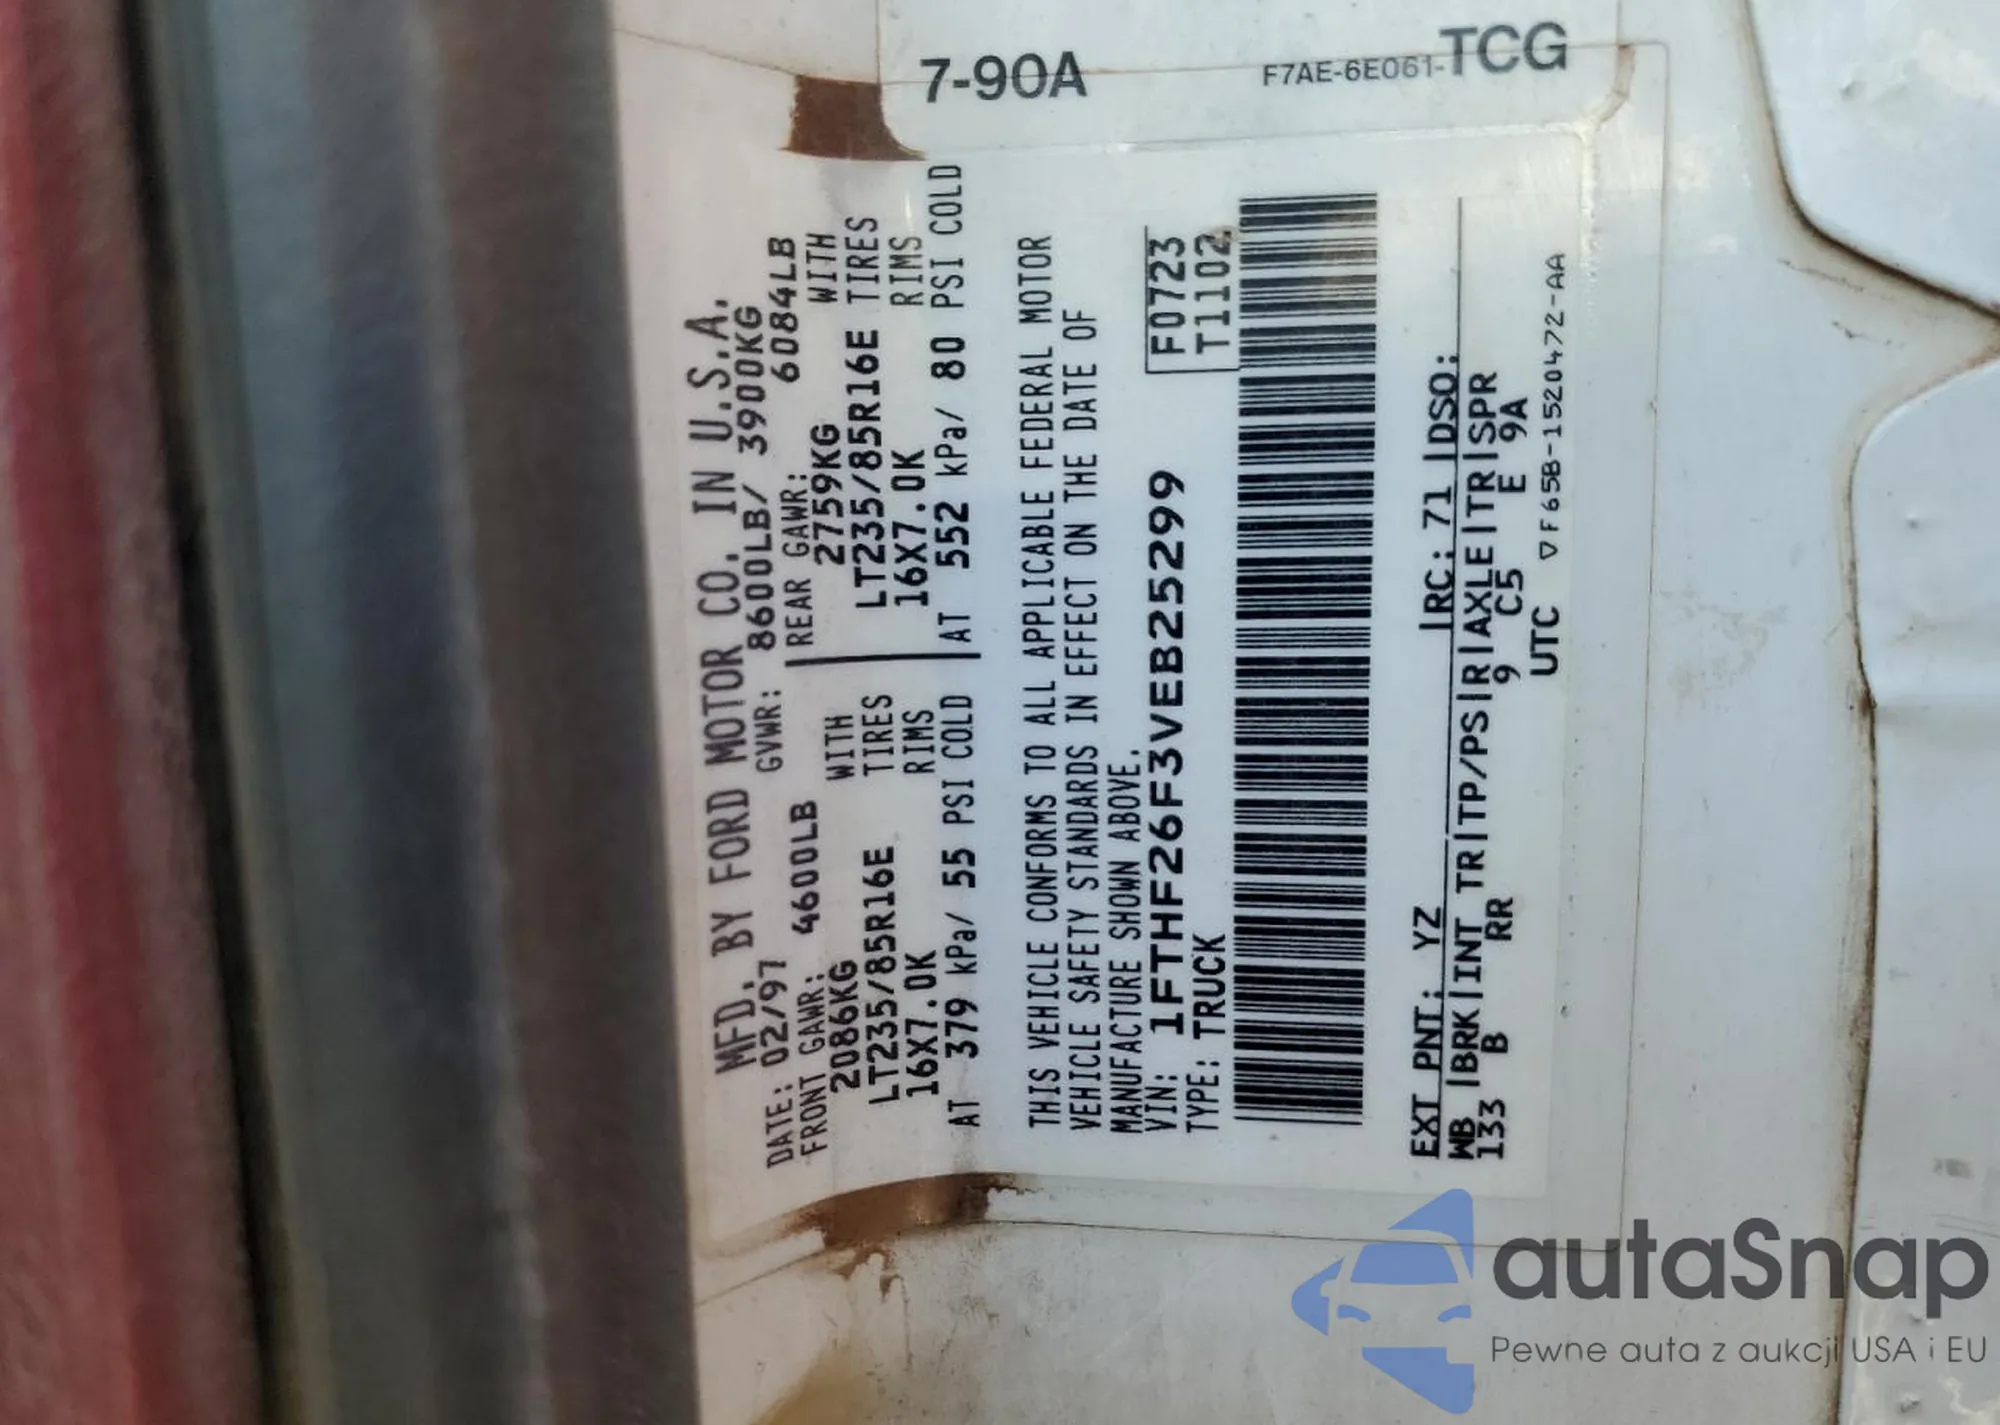 7-90A
F7AE-6E061-TCG
MFD. BY FORD MOTOR CO. IN U.S.A.
DATE: 02/97 GVWR: 8600LB/ 3900KG
FRONT GAWR: 4600LB REAR GAWR: 6084LB
2086KG WITH 2759KG WITH
LT235/85R16E TIRES LT235/85R16E TIRES
16X7.0K RIMS 16X7.0K RIMS
AT 379 kPa/ 55 PSI COLD AT 552 kPa/ 80 PSI COLD
THIS VEHICLE CONFORMS TO ALL APPLICABLE FEDERAL MOTOR
VEHICLE SAFETY STANDARDS IN EFFECT ON THE DATE OF
MANUFACTURE SHOWN ABOVE.
VIN: 1FTHF26F3VEB25299 F0723
TYPE: TRUCK T1102
EXT PNT: YZ RC: 71 DSO:
WB BRK INT TR TP/PS R AXLE TR SPR
133 B RR 9 C5 E 9A
UTC ▽F65B-1520472-AA
autaSnap
Pewne auta z aukcji USA i EU